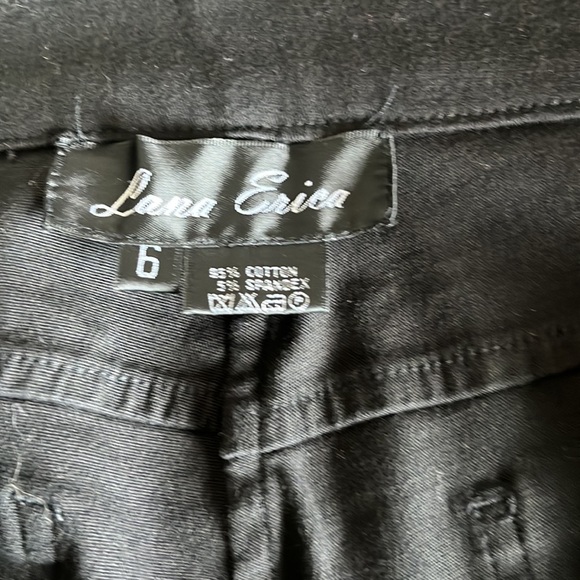 Lana Erica
6
95% COTTON
5% SPANDEX